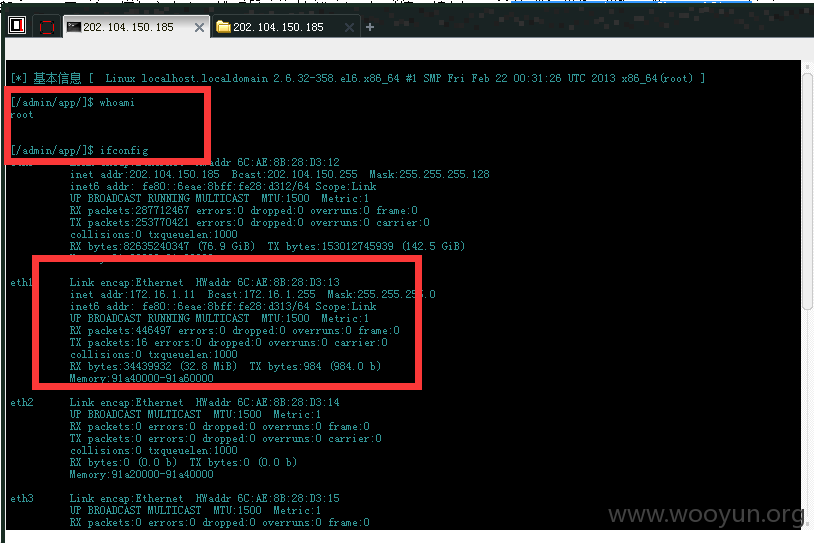 202.104.150.185 202.104.150.185
[*] 基本信息 [ Linux localhost.localdomain 2.6.32-358.el6.x86_64 #1 SMP Fri Feb 22 00:31:26 UTC 2013 x86_64(root) ]
[/admin/app/]$ whoami
root
[/admin/app/]$ ifconfig
Link encap:Ethernet HWaddr 6C:AE:8B:28:D3:12
inet addr:202.104.150.185 Bcast:202.104.150.255 Mask:255.255.255.128
inet6 addr: fe80::6eae:8bff:fe28:d312/64 Scope:Link
UP BROADCAST RUNNING MULTICAST MTU:1500 Metric:1
RX packets:287712467 errors:0 dropped:0 overruns:0 frame:0
TX packets:253770421 errors:0 dropped:0 overruns:0 carrier:0
collisions:0 txqueuelen:1000
RX bytes:82635240347 (76.9 GiB) TX bytes:153012745939 (142.5 GiB)
eth1 Link encap:Ethernet HWaddr 6C:AE:8B:28:D3:13
inet addr:172.16.1.11 Bcast:172.16.1.255 Mask:255.255.255.0
inet6 addr: fe80::6eae:8bff:fe28:d313/64 Scope:Link
UP BROADCAST RUNNING MULTICAST MTU:1500 Metric:1
RX packets:446497 errors:0 dropped:0 overruns:0 frame:0
TX packets:16 errors:0 dropped:0 overruns:0 carrier:0
collisions:0 txqueuelen:1000
RX bytes:34439932 (32.8 MiB) TX bytes:984 (984.0 b)
Memory:91a40000-91a60000
eth2 Link encap:Ethernet HWaddr 6C:AE:8B:28:D3:14
UP BROADCAST MULTICAST MTU:1500 Metric:1
RX packets:0 errors:0 dropped:0 overruns:0 frame:0
TX packets:0 errors:0 dropped:0 overruns:0 carrier:0
collisions:0 txqueuelen:1000
RX bytes:0 (0.0 b) TX bytes:0 (0.0 b)
Memory:91a20000-91a40000
eth3 Link encap:Ethernet HWaddr 6C:AE:8B:28:D3:15
UP BROADCAST MULTICAST MTU:1500 Metric:1
RX packets:0 errors:0 dropped:0 overruns:0 frame:0
www.wooyun.org